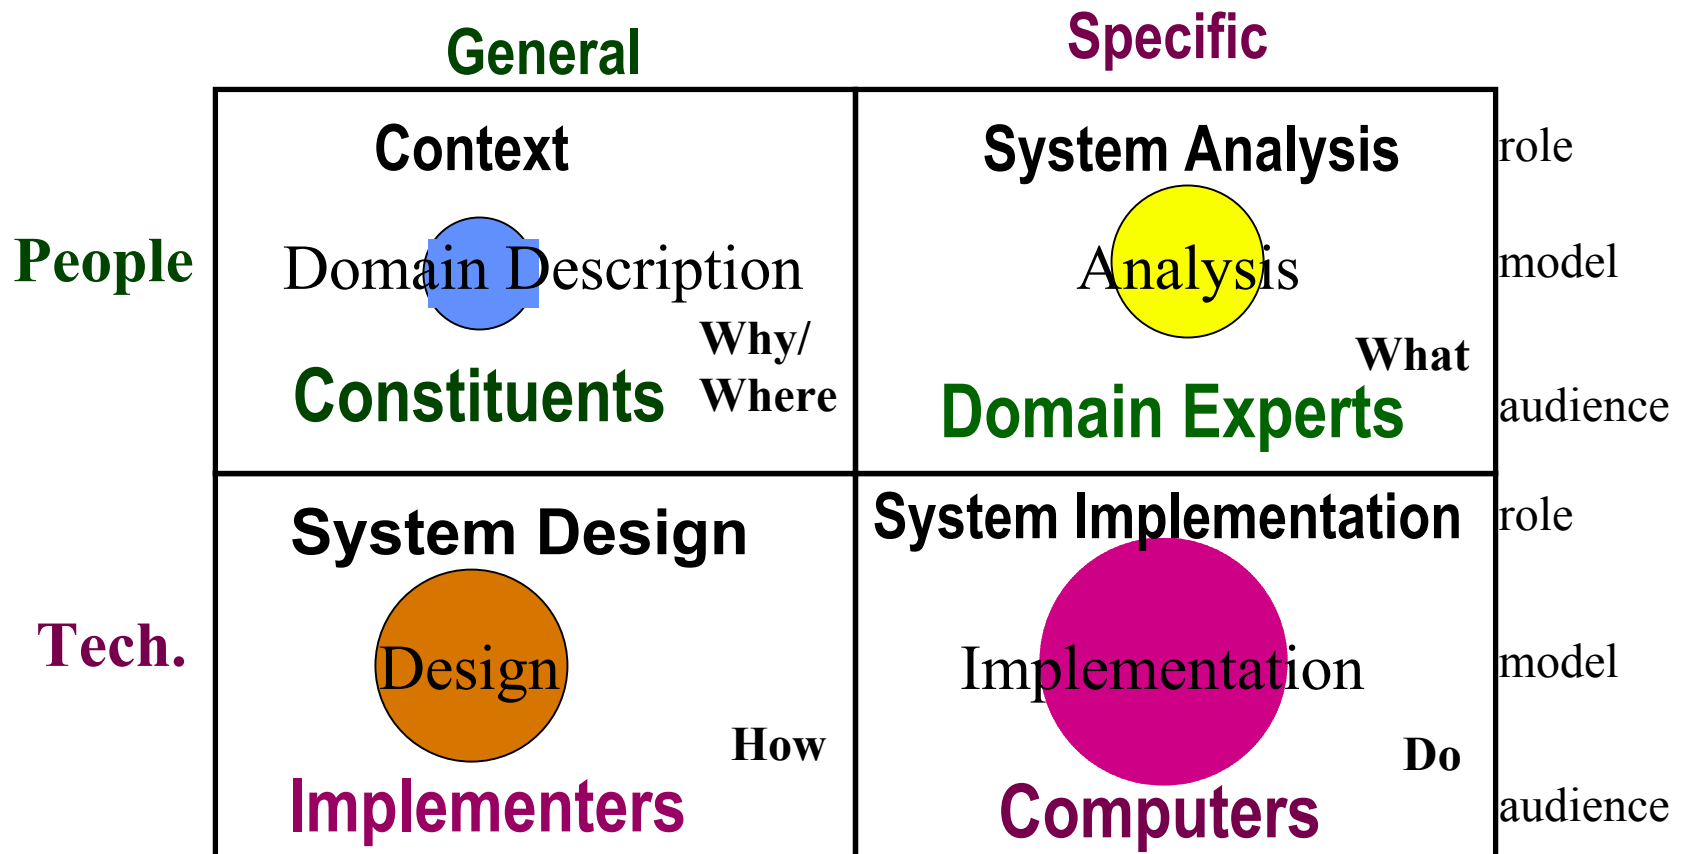 General
Specific
Context
System Analysis
role
People
Domain Description
Analysis
model
Why/
Where
What
Constituents
Domain Experts
audience
System Design
System Implementation
role
Tech.
Design
Implementation
model
How
Do
Implementers
Computers
audience